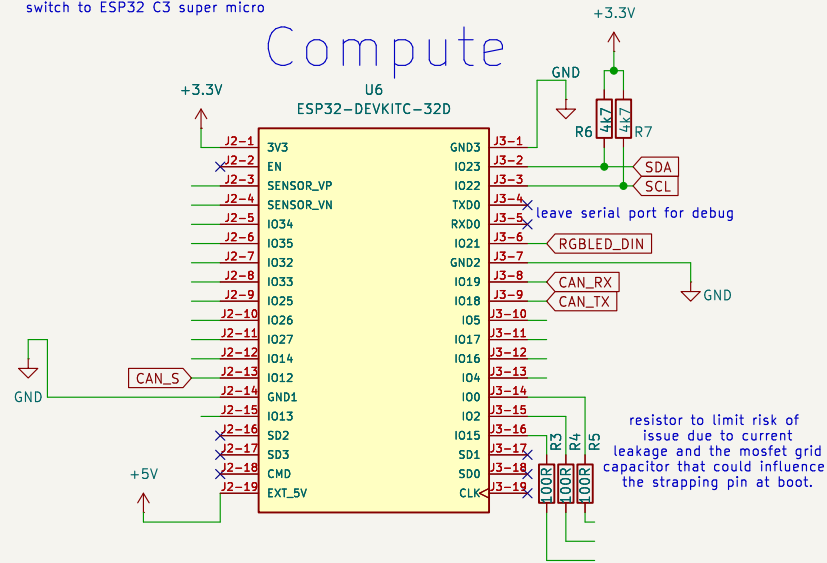 switch to ESP32 C3 super micro
Compute
+3.3V
+3.3V
U6
ESP32-DEVKITC-32D
GND
R6 4k7 4k7 R7
J2-1 3V3 GND3 J3-1
J2-2 EN IO23 J3-2 SDA
J2-3 SENSOR_VP IO22 J3-3 SCL
J2-4 SENSOR_VN TXD0 J3-4
leave serial port for debug
J2-5 IO34 RXD0 J3-5
J2-6 IO35 IO21 J3-6 RGBLED_DIN
J2-7 IO32 GND2 J3-7
J2-8 IO33 IO19 J3-8 CAN_RX
J2-9 IO25 IO18 J3-9 CAN_TX
GND
J2-10 IO26 IO5 J3-10
J2-11 IO27 IO17 J3-11
J2-12 IO14 IO16 J3-12
CAN_S J2-13 IO12 IO4 J3-13
GND J2-14 GND1 IO0 J3-14
J2-15 IO13 IO2 J3-15
J2-16 SD2 IO15 J3-16
J2-17 SD3 SD1 J3-17
J2-18 CMD SD0 J3-18
J2-19 EXT_5V CLK J3-19
+5V
R3 R4 R5
100R 100R 100R
resistor to limit risk of
issue due to current
leakage and the mosfet grid
capacitor that could influence
the strapping pin at boot.